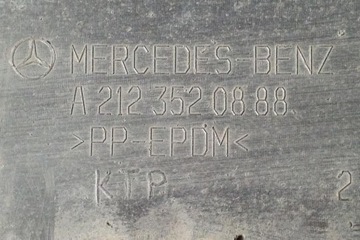 MERCEDES-BENZ
A 212 352 08 88
>PP-EPDM<
KTP 2